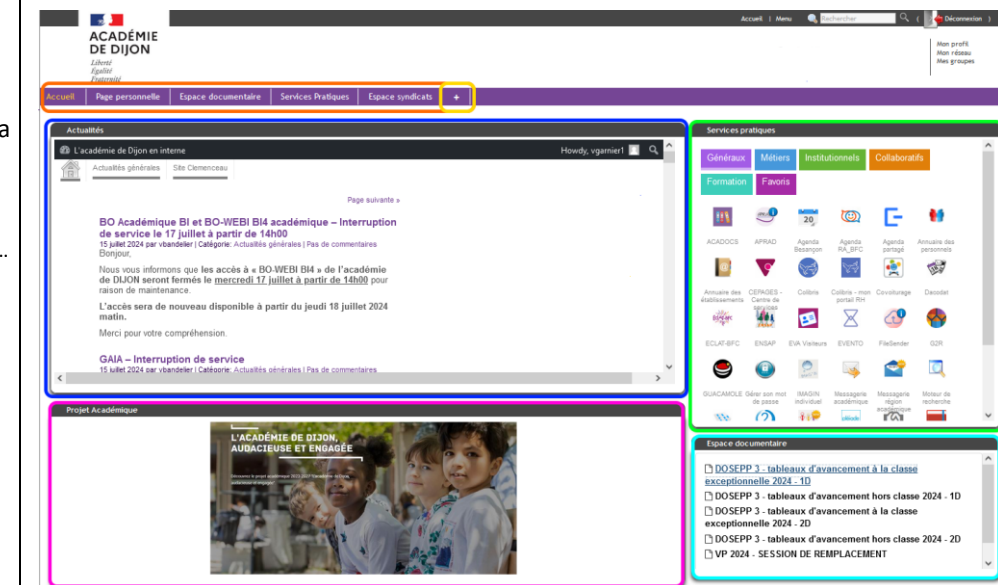 Accueil | Menu
Rechercher
( Déconnexion )
ACADÉMIE
DE DIJON
Liberté
Égalité
Fraternité
Mon profil
Mon réseau
Mes groupes
Accueil
Page personnelle
Espace documentaire
Services Pratiques
Espace syndicats
+
a
..
Actualités
L'académie de Dijon en interne
Howdy, vgarnier1
Actualités générales
Site Clemenceau
Page suivante »
BO Académique BI et BO-WEBI BI4 académique – Interruption
de service le 17 juillet à partir de 14h00
15 juillet 2024 par vbandelier | Catégorie: Actualités générales | Pas de commentaires
Bonjour,
Nous vous informons que les accès à « BO-WEBI BI4 » de l'académie
de DIJON seront fermés le mercredi 17 juillet à partir de 14h00 pour
raison de maintenance.
L'accès sera de nouveau disponible à partir du jeudi 18 juillet 2024
matin.
Merci pour votre compréhension.
GAIA – Interruption de service
15 juillet 2024 par vbandelier | Catégorie: Actualités générales | Pas de commentaires
Projet Académique
L'ACADÉMIE DE DIJON,
AUDACIEUSE ET ENGAGÉE
Services pratiques
Généraux
Métiers
Institutionnels
Collaboratifs
Formation
Favoris
20
ACADOCS
APRAD
Agenda
Besançon
Agenda
RA_BFC
Agenda
partagé
Annuaire des
personnels
Annuaire des
établissements
CEPAGES -
Centre de
services
Colibris
Colibris - mon
portail RH
Covoiturage
Decodat
ECLAT-BFC
ENSAP
EVA Visiteurs
EVENTO
FileSender
G2R
GUACAMOLE
Gérer son mot
de passe
IMAGIN
individuel
Messagerie
académique
Messagerie
région
académique
Moteur de
recherche
Espace documentaire
DOSEPP 3 - tableaux d'avancement à la classe
exceptionnelle 2024 - 1D
DOSEPP 3 - tableaux d'avancement hors classe 2024 - 1D
DOSEPP 3 - tableaux d'avancement à la classe
exceptionnelle 2024 - 2D
DOSEPP 3 - tableaux d'avancement hors classe 2024 - 2D
VP 2024 - SESSION DE REMPLACEMENT